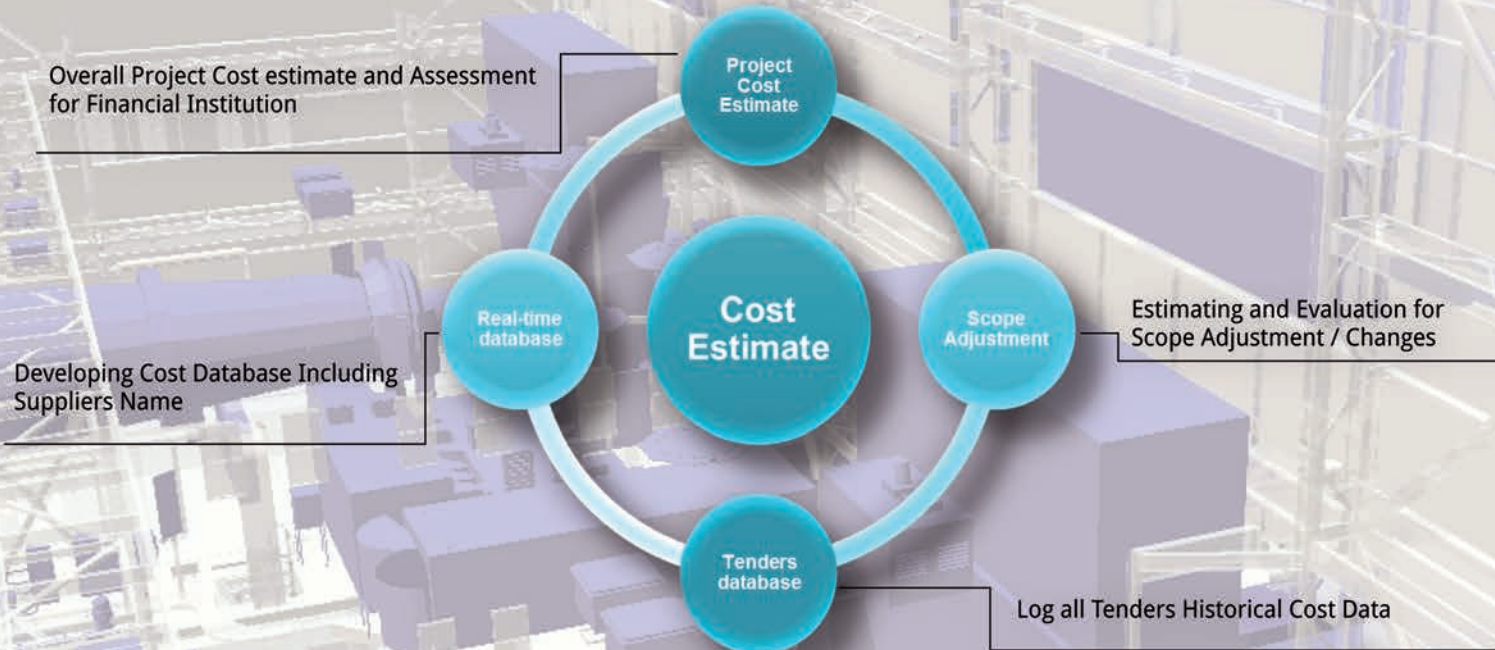 Overall Project Cost estimate and Assessment
for Financial Institution
Project
Cost
Estimate
Real-time
database
Cost
Estimate
Scope
Adjustment
Estimating and Evaluation for
Scope Adjustment / Changes
Developing Cost Database Including
Suppliers Name
Tenders
database
Log all Tenders Historical Cost Data